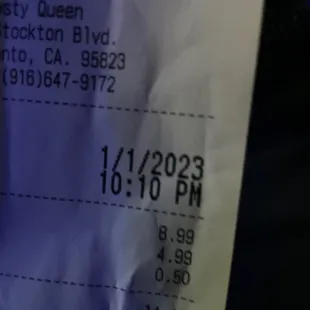 sty Queen
tockton Blvd.
nto, CA. 95823
(916)647-9172
1/1/2023
10:10 PM
8.99
4.99
0.50